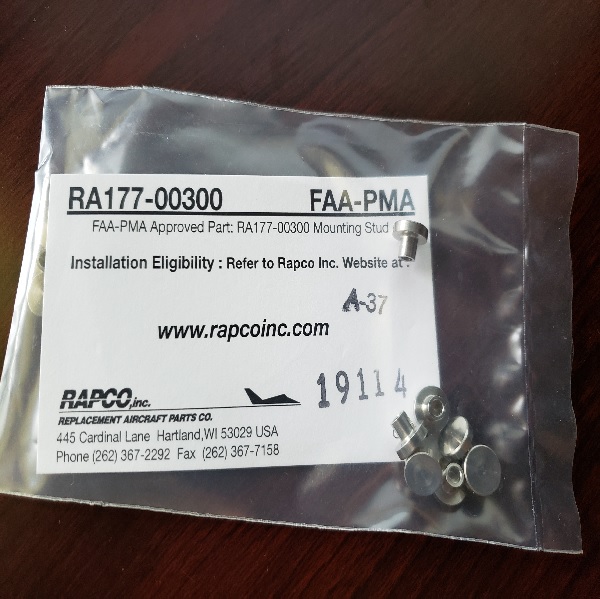 RA177-00300 FAA-PMA
FAA-PMA Approved Part: RA177-00300 Mounting Stud
Installation Eligibility : Refer to Rapco Inc. Website at :
A-37
www.rapcoinc.com
RAPCO, inc.
19114
REPLACEMENT AIRCRAFT PARTS CO.
445 Cardinal Lane Hartland, WI 53029 USA
Phone (262) 367-2292 Fax (262) 367-7158